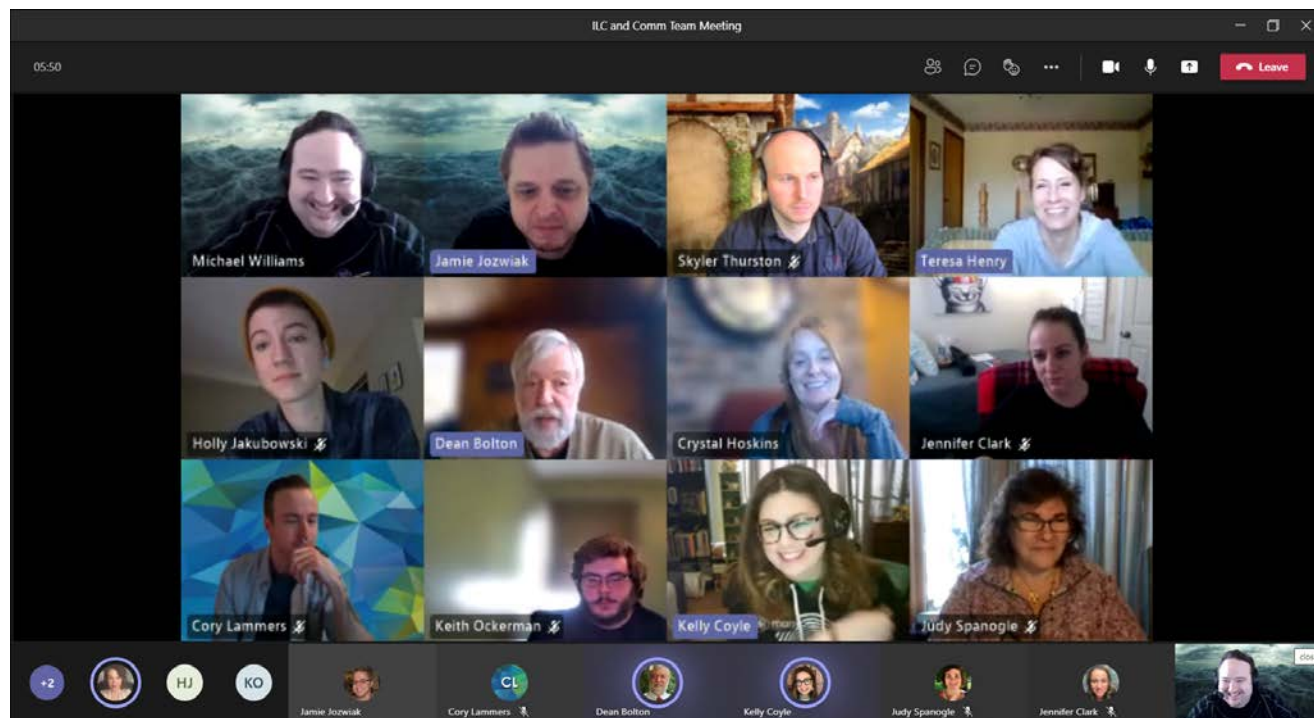 ILC and Comm Team Meeting
05:50
Leave
Michael Williams
Jamie Jozwiak
Skyler Thurston
Teresa Henry
Holly Jakubowski
Dean Bolton
Crystal Hoskins
Jennifer Clark
Cory Lammers
Keith Ockerman
Kelly Coyle
Judy Spanogle
+2
HJ
KO
CL
Jamie Jozwiak
Cory Lammers
Dean Bolton
Kelly Coyle
Judy Spanogle
Jennifer Clark